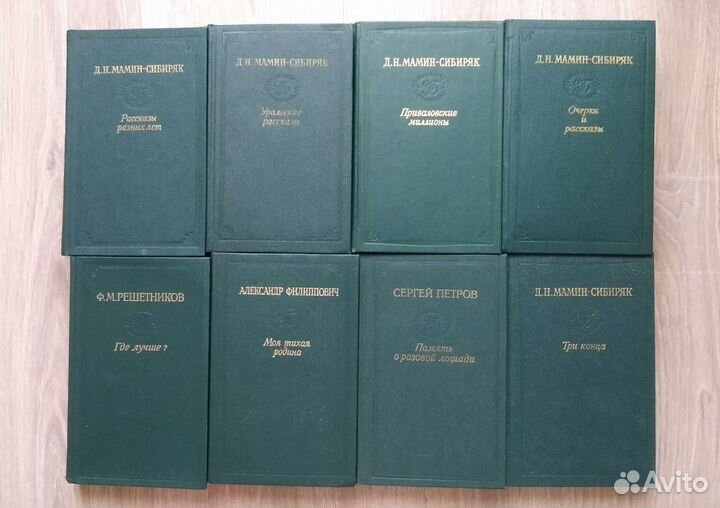 Д.Н.МАМИН-СИБИРЯК
Рассказы
разных лет
Д.Н.МАМИН-СИБИРЯК
Уральские
рассказы
Д.Н.МАМИН-СИБИРЯК
Приваловские
миллионы
Д.Н.МАМИН-СИБИРЯК
Очерки
и
рассказы
Ф.М.РЕШЕТНИКОВ
Где лучше?
АЛЕКСАНДР ФИЛИППОВИЧ
Моя тихая
родина
СЕРГЕЙ ПЕТРОВ
Память
о розовой лошади
Д.Н.МАМИН-СИБИРЯК
Три конца
Avito